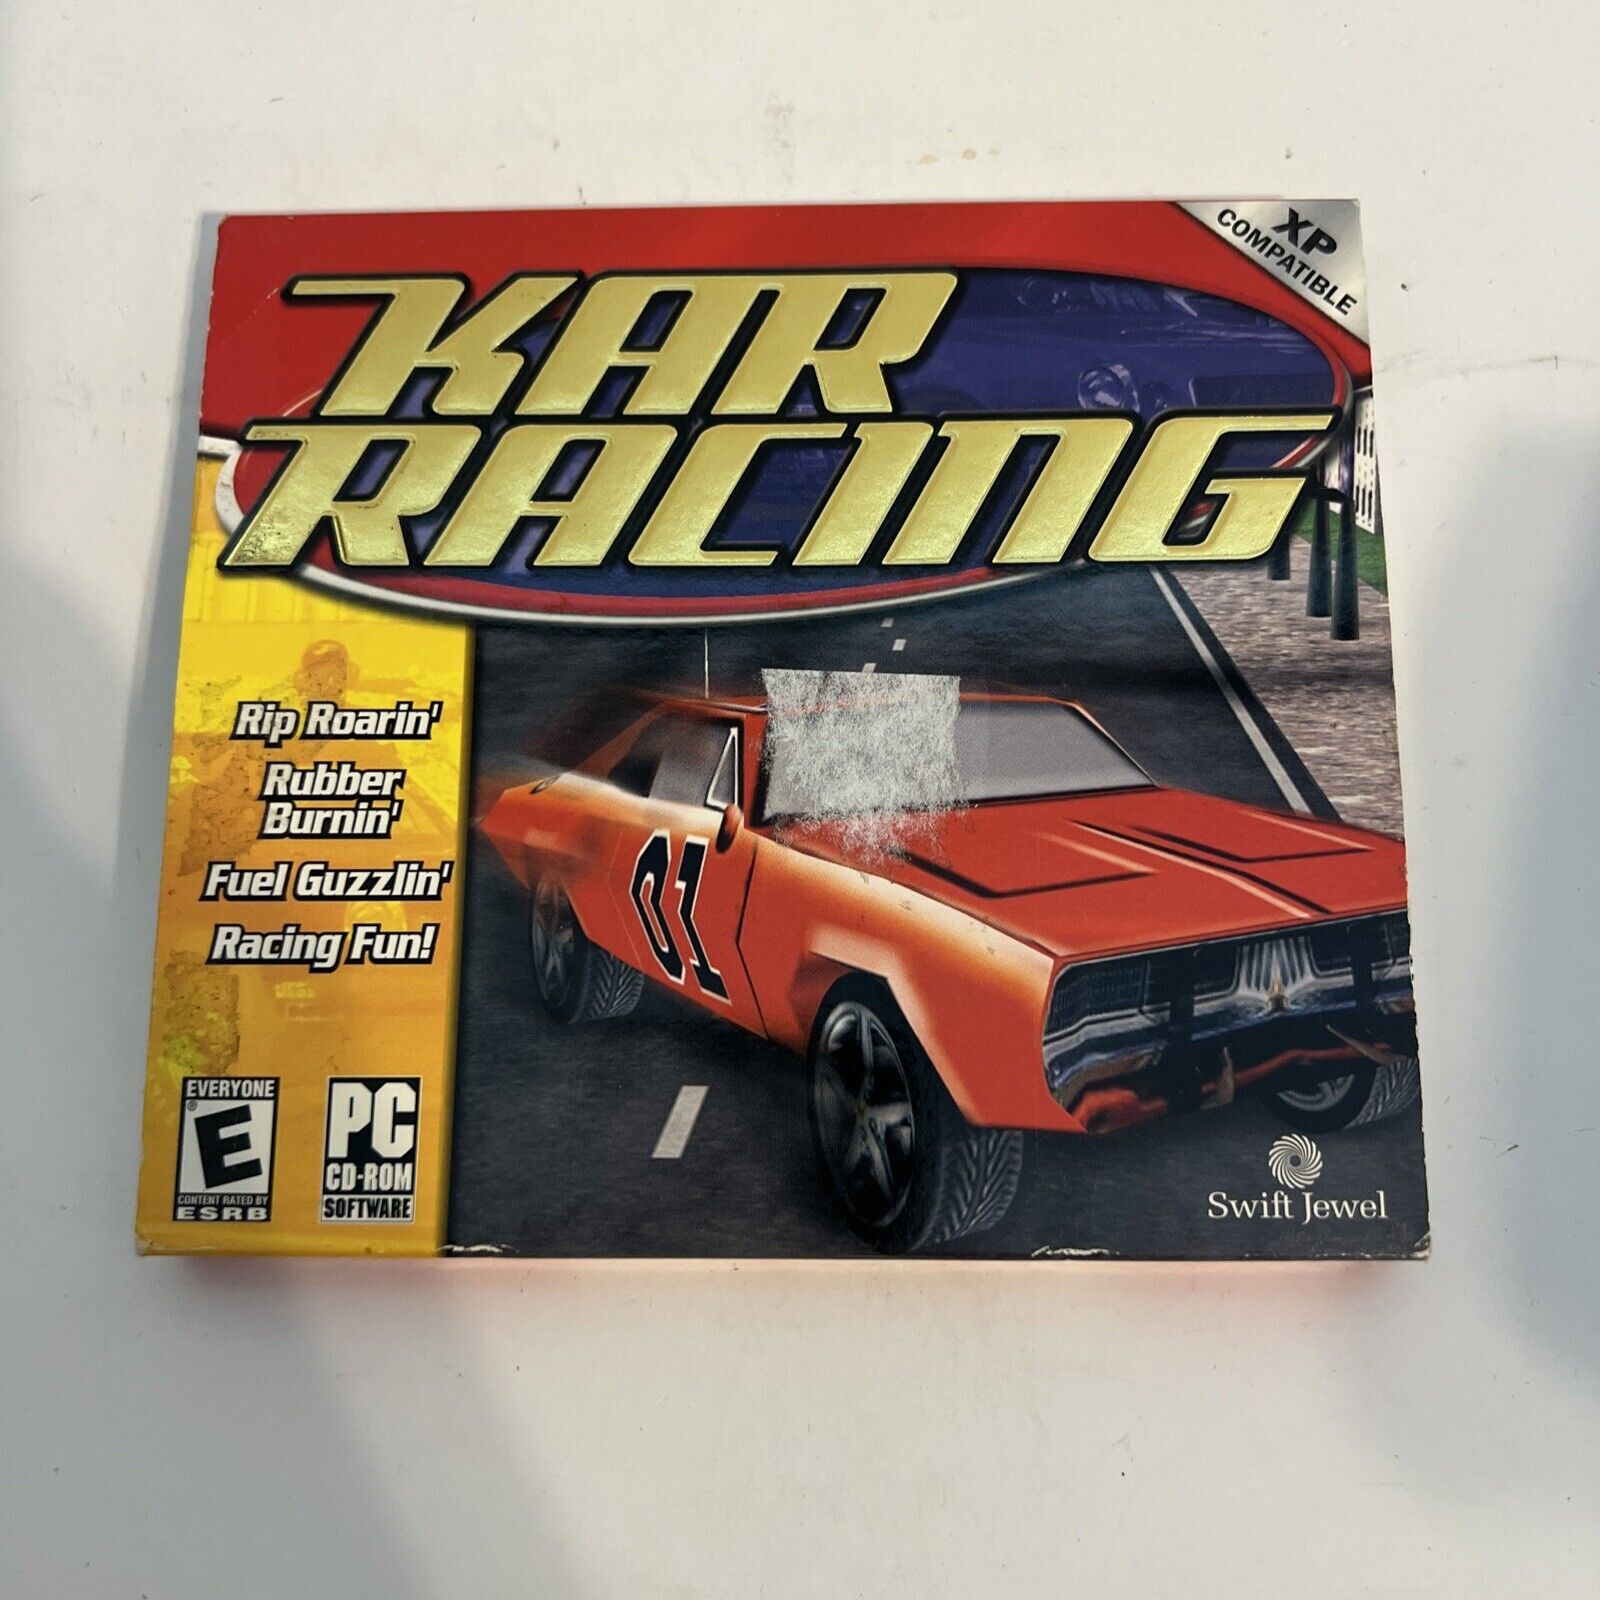 XP
COMPATIBLE
KAR
RACING
Rip Roarin'
Rubber
Burnin'
Fuel Guzzlin'
Racing Fun!
01
EVERYONE
E
®
CONTENT RATED BY
ESRB
PC
CD-ROM
SOFTWARE
Swift Jewel